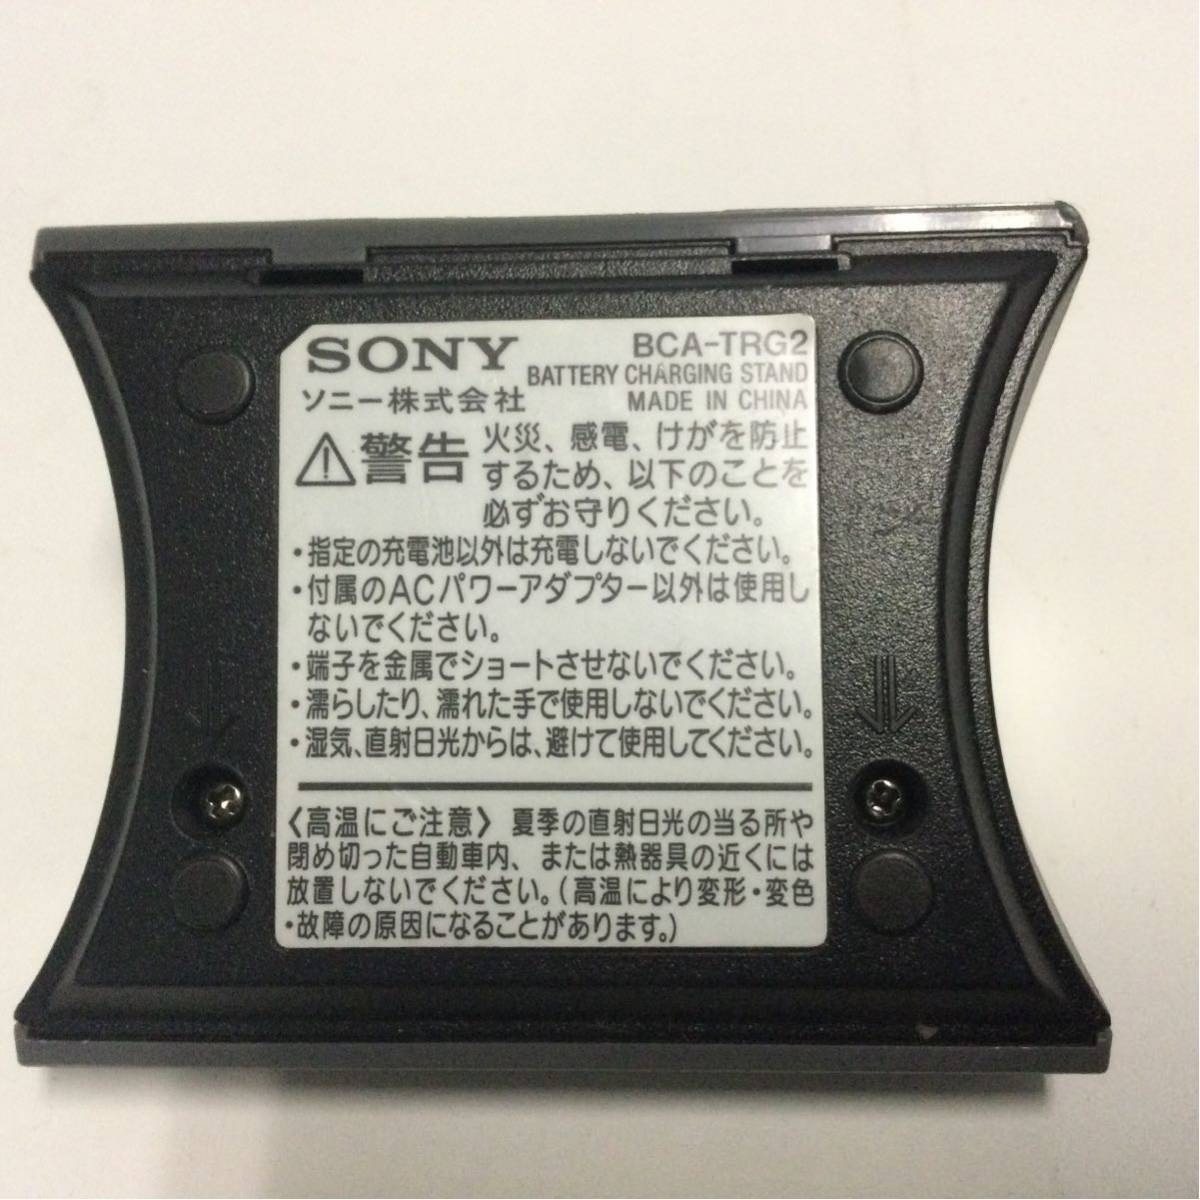 SONY BCA-TRG2
BATTERY CHARGING STAND
ソニー株式会社 MADE IN CHINA
警告 火災、感電、けがを防止
するため、以下のことを
必ずお守りください。
・指定の充電池以外は充電しないでください。
・付属のACパワーアダプター以外は使用し
ないでください。
・端子を金属でショートさせないでください。
・濡らしたり、濡れた手で使用しないでください。
・湿気、直射日光からは、避けて使用してください。
〈高温にご注意〉 夏季の直射日光の当る所や
閉め切った自動車内、または熱器具の近くには
放置しないでください。(高温により変形・変色
・故障の原因になることがあります。)